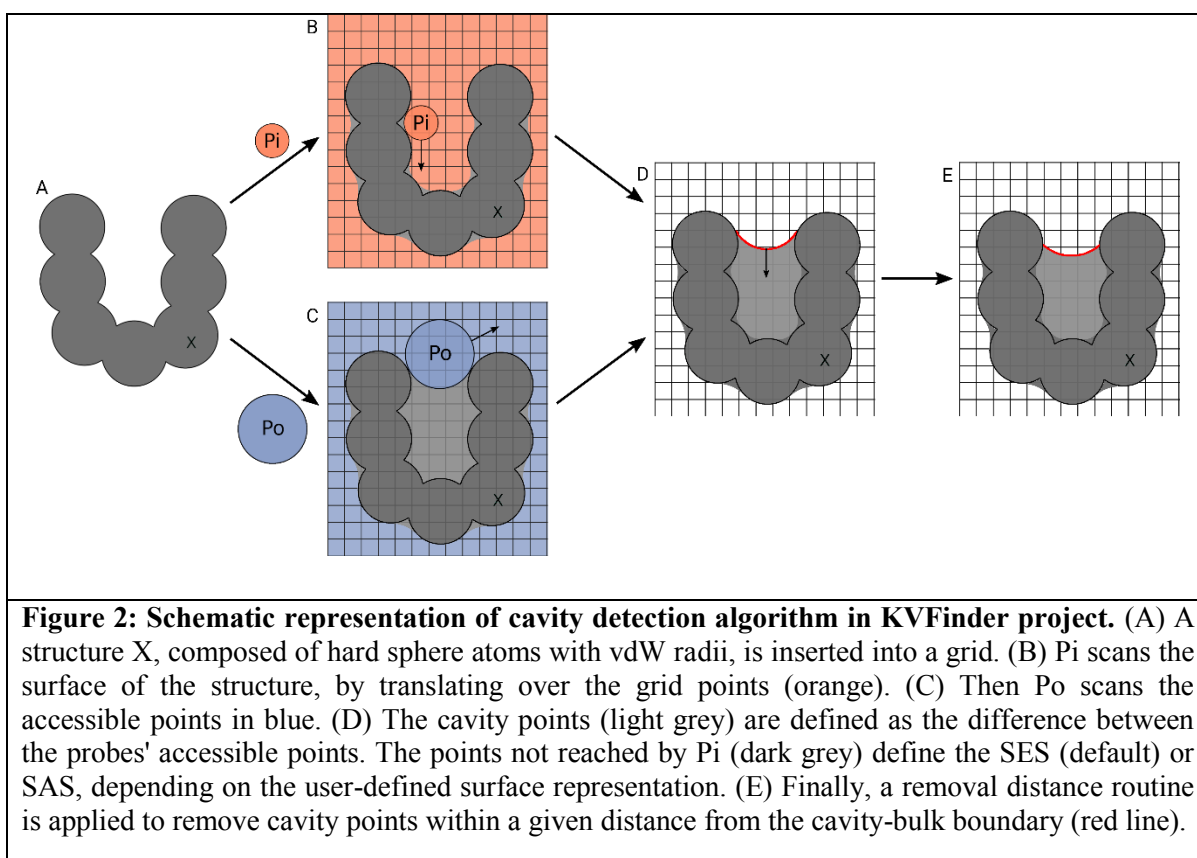 A
Pi
Po
B
Pi
X
C
Po
X
D
X
E
X
X
Figure 2: Schematic representation of cavity detection algorithm in KVFinder project. (A) A
structure X, composed of hard sphere atoms with vdW radii, is inserted into a grid. (B) Pi scans the
surface of the structure, by translating over the grid points (orange). (C) Then Po scans the
accessible points in blue. (D) The cavity points (light grey) are defined as the difference between
the probes' accessible points. The points not reached by Pi (dark grey) define the SES (default) or
SAS, depending on the user-defined surface representation. (E) Finally, a removal distance routine
is applied to remove cavity points within a given distance from the cavity-bulk boundary (red line).